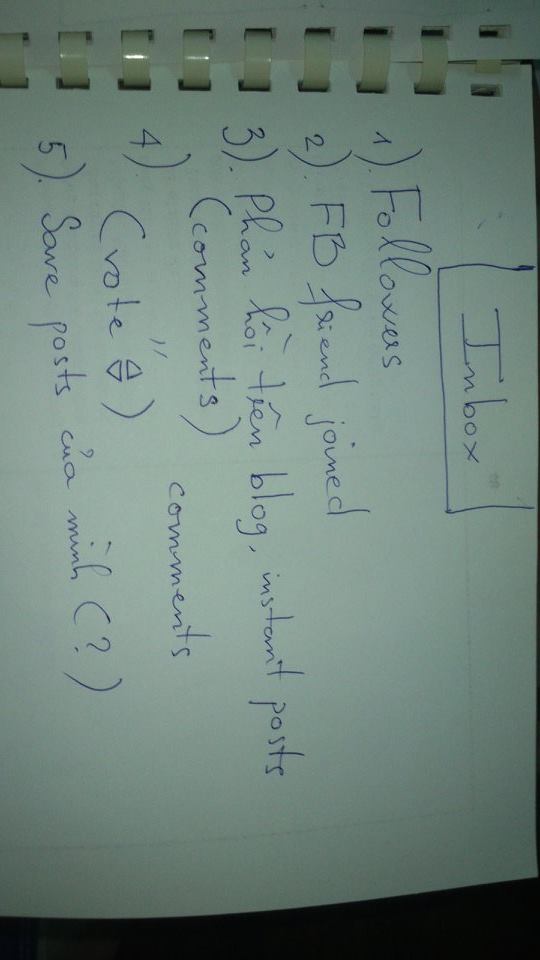 Inbox
1). Followers
2). FB friend joined
3). Phản hồi trên blog, instant posts
(comments)
4) " comments
(vote △▽)
5). Save posts của mình (?)